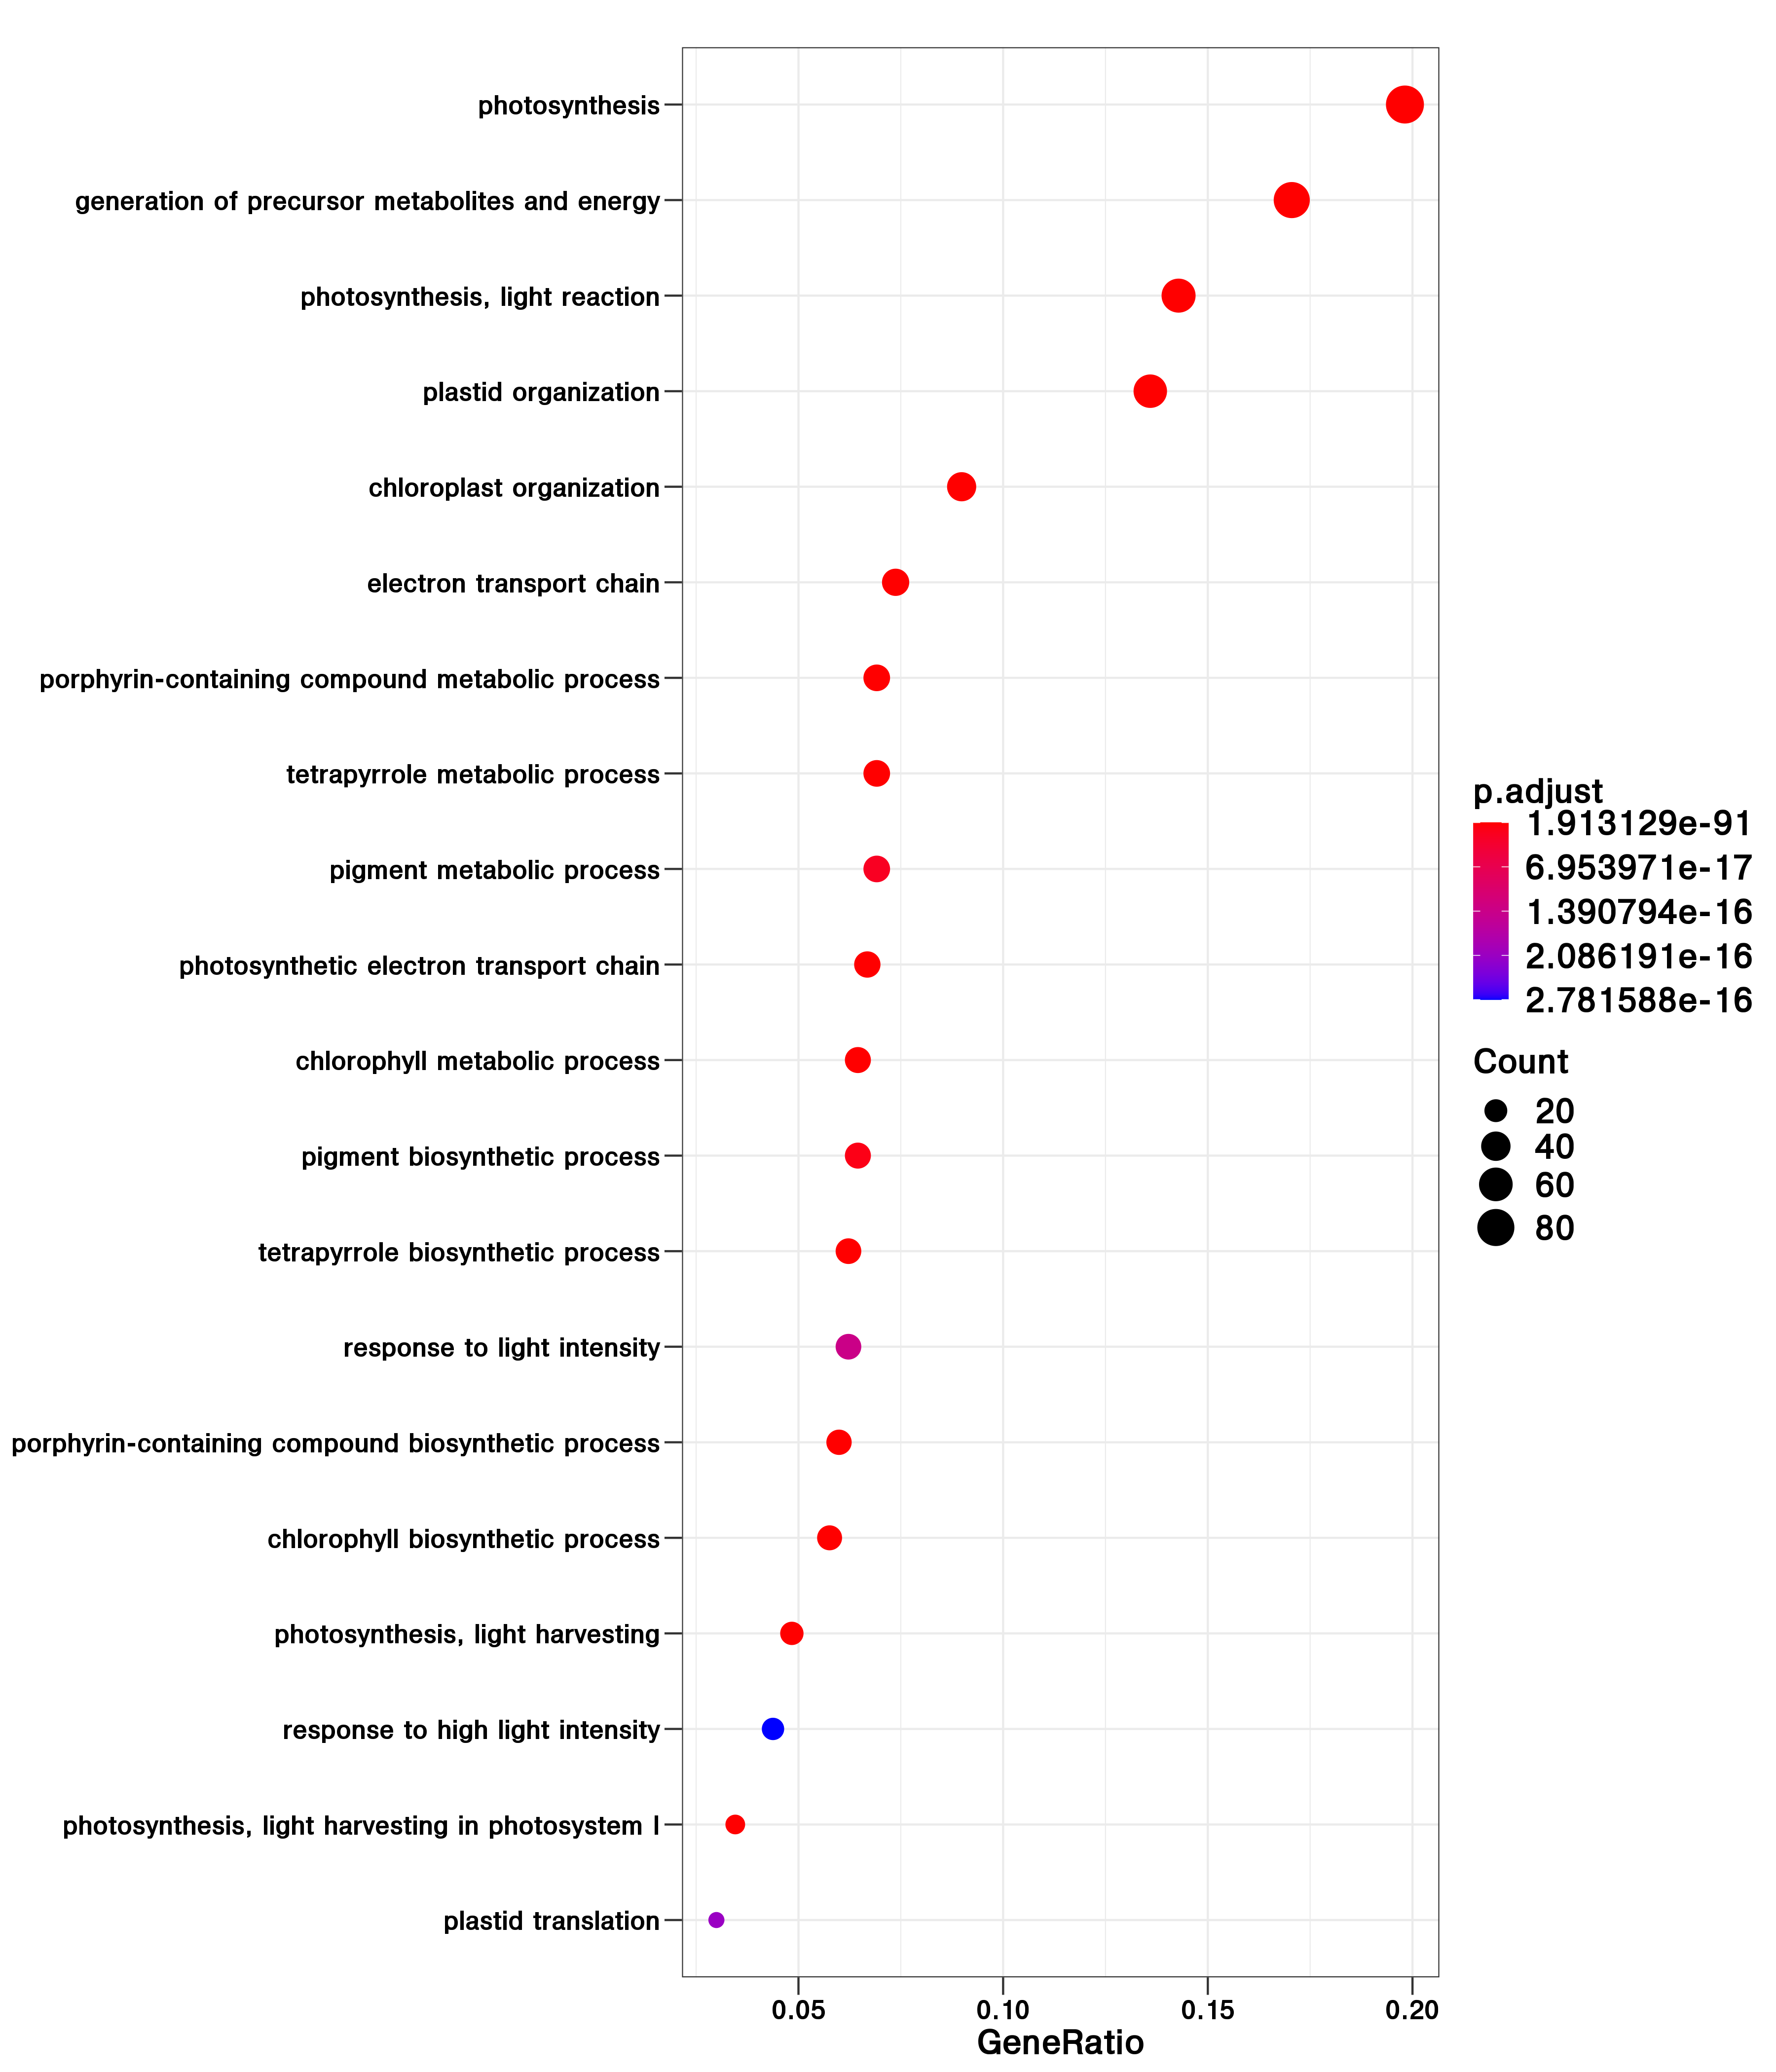 photosynthesis
generation of precursor metabolites and energy
photosynthesis, light reaction
plastid organization
chloroplast organization
electron transport chain
porphyrin-containing compound metabolic process
tetrapyrrole metabolic process
pigment metabolic process
photosynthetic electron transport chain
chlorophyll metabolic process
pigment biosynthetic process
tetrapyrrole biosynthetic process
response to light intensity
porphyrin-containing compound biosynthetic process
chlorophyll biosynthetic process
photosynthesis, light harvesting
response to high light intensity
photosynthesis, light harvesting in photosystem I
plastid translation
0.05 0.10 0.15 0.20
GeneRatio
p.adjust
1.913129e-91
6.953971e-17
1.390794e-16
2.086191e-16
2.781588e-16
Count
20
40
60
80